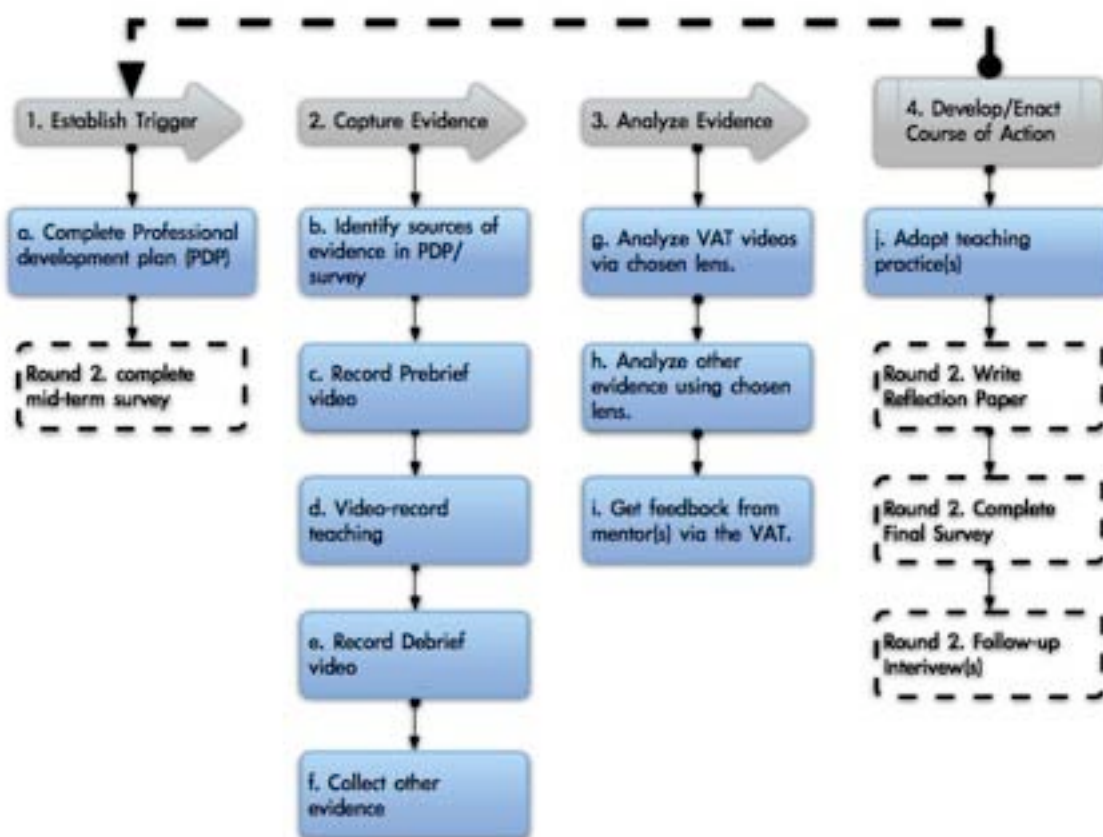 1. Establish Trigger
a. Complete Professional
development plan (PDP)
Round 2. complete
mid-term survey
2. Capture Evidence
b. Identify sources of
evidence in PDP/
survey
c. Record Prebrief
video
d. Video-record
teaching
e. Record Debrief
video
f. Collect other
evidence
3. Analyze Evidence
g. Analyze VAT videos
via chosen lens.
h. Analyze other
evidence using chosen
lens.
i. Get feedback from
mentor(s) via the VAT.
4. Develop/Enact
Course of Action
j. Adapt teaching
practice(s)
Round 2. Write
Reflection Paper
Round 2. Complete
Final Survey
Round 2. Follow-up
Interivew(s)